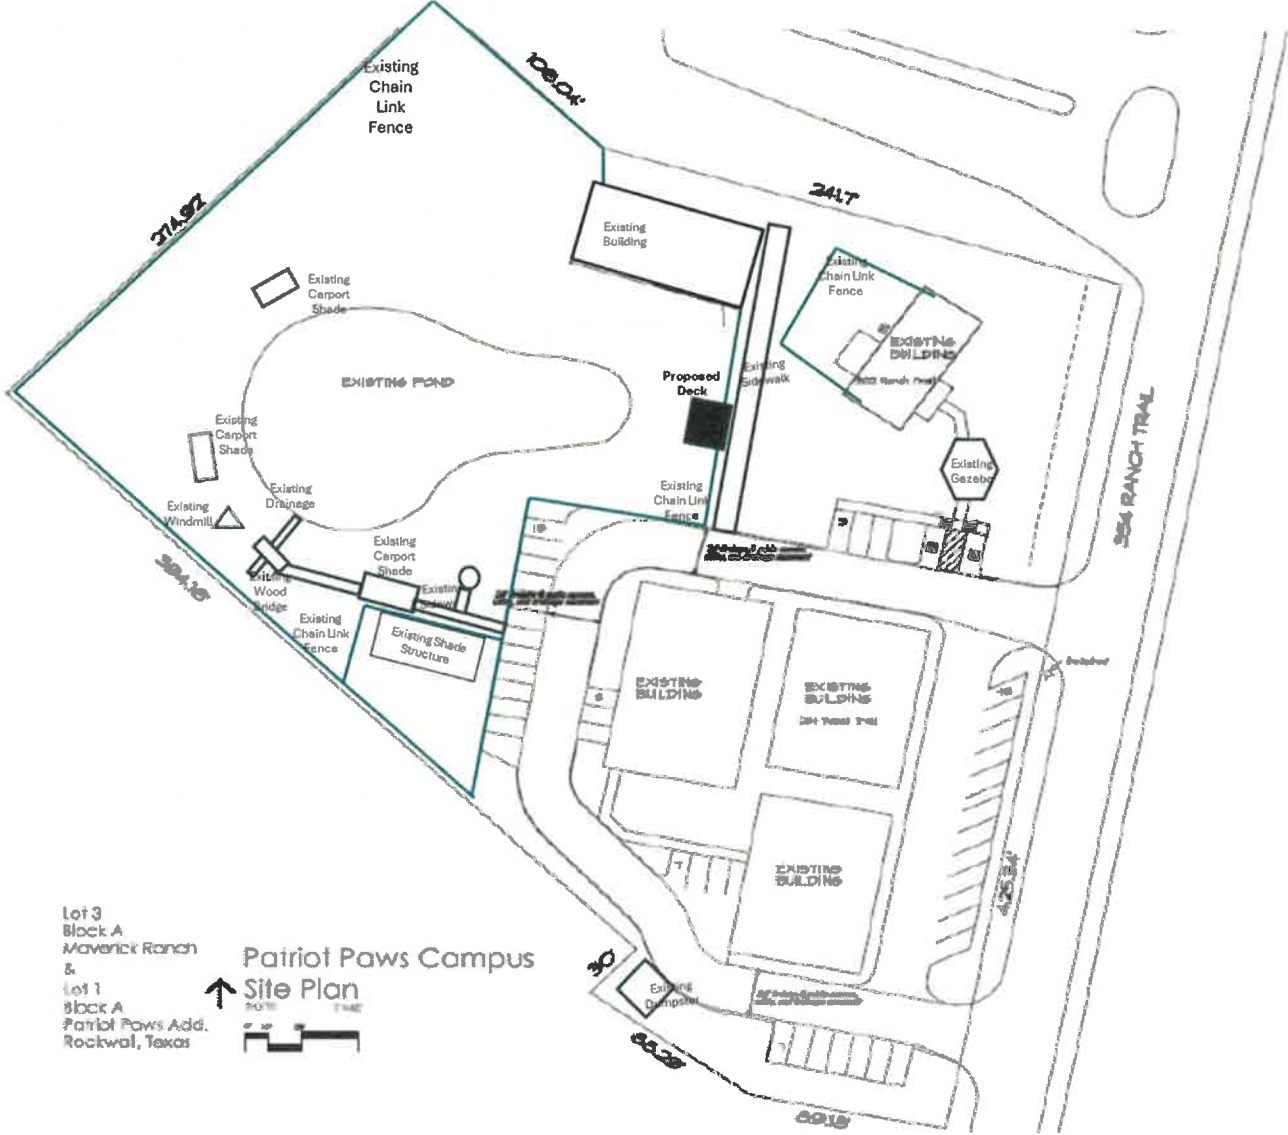 Existing
Chain
Link
Fence
108.04'
274.92'
241.7'
Existing
Building
Existing
Chain Link
Fence
Existing
Carport
Shade
EXISTING
BUILDING
EXISTING POND
Proposed
Deck
Existing
Sidewalk
Existing
Carport
Shade
Existing
Gazebo
354 RANCH TRAIL
Existing
Drainage
Existing
Windmill
Existing
Chain Link
Fence
Existing
Carport
Shade
Existing
Wood
Bridge
Existing
Chain Link
Fence
Existing Shade
Structure
EXISTING
BUILDING
EXISTING
BUILDING
EXISTING
BUILDING
425.24'
30'
Existing
Dumpster
Lot 3
Block A
Maverick Ranch
&
Lot 1
Block A
Patriot Paws Add.
Rockwall, Texas
Patriot Paws Campus
Site Plan